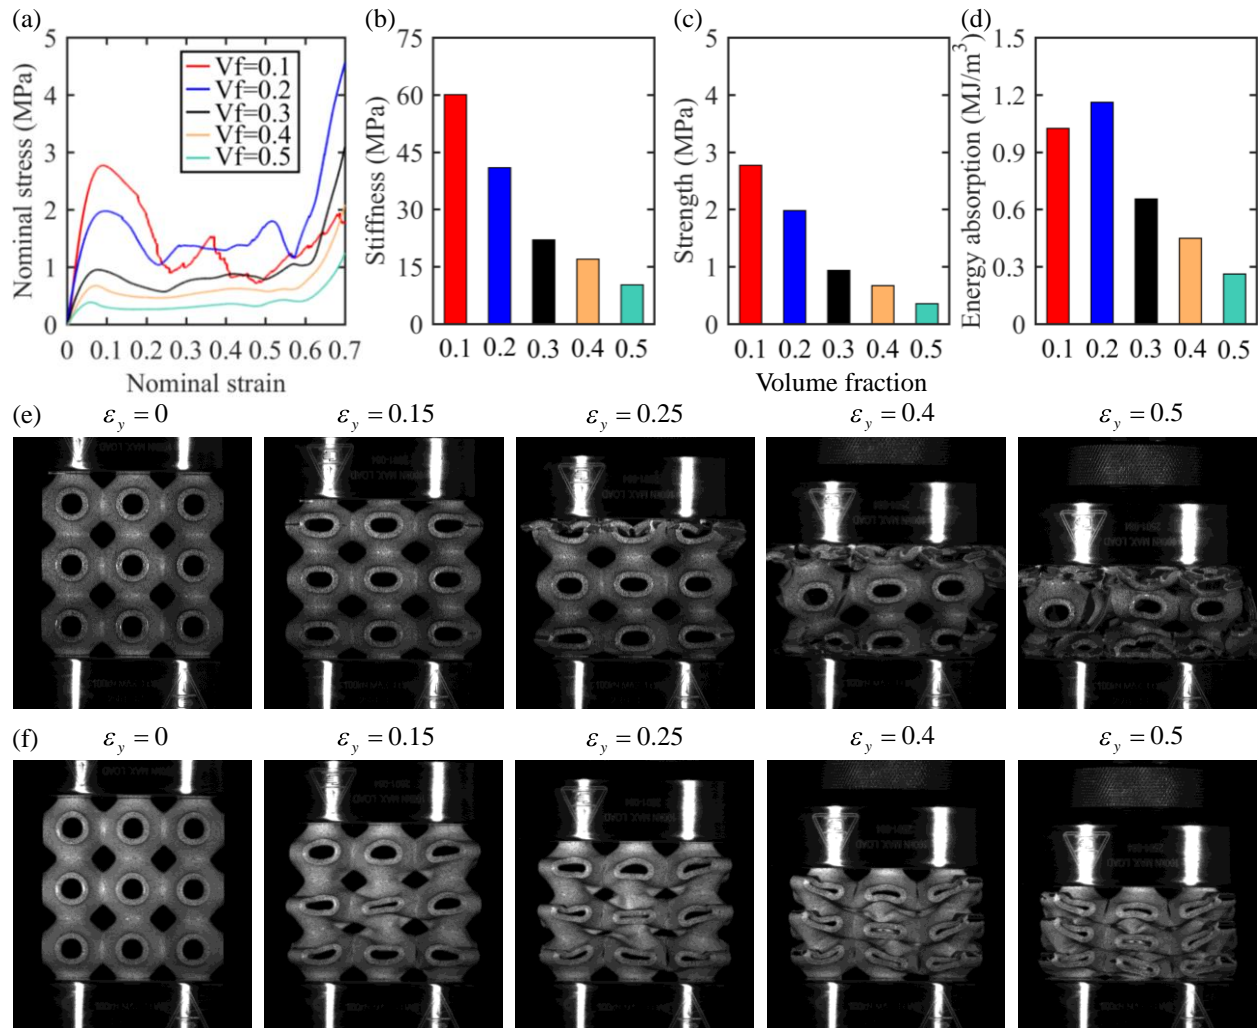 (a)
Nominal stress (MPa)
5
4
3
2
1
0
Vf=0.1
Vf=0.2
Vf=0.3
Vf=0.4
Vf=0.5
0 0.1 0.2 0.3 0.4 0.5 0.6 0.7
Nominal strain
(b)
Stiffness (MPa)
75
60
45
30
15
0
0.1 0.2 0.3 0.4 0.5
(c)
Strength (MPa)
5
4
3
2
1
0
0.1 0.2 0.3 0.4 0.5
Volume fraction
(d)
Energy absorption (MJ/m³)
1.5
1.2
0.9
0.6
0.3
0
0.1 0.2 0.3 0.4 0.5
(e)
εy = 0
εy = 0.15
εy = 0.25
εy = 0.4
εy = 0.5
(f)
εy = 0
εy = 0.15
εy = 0.25
εy = 0.4
εy = 0.5